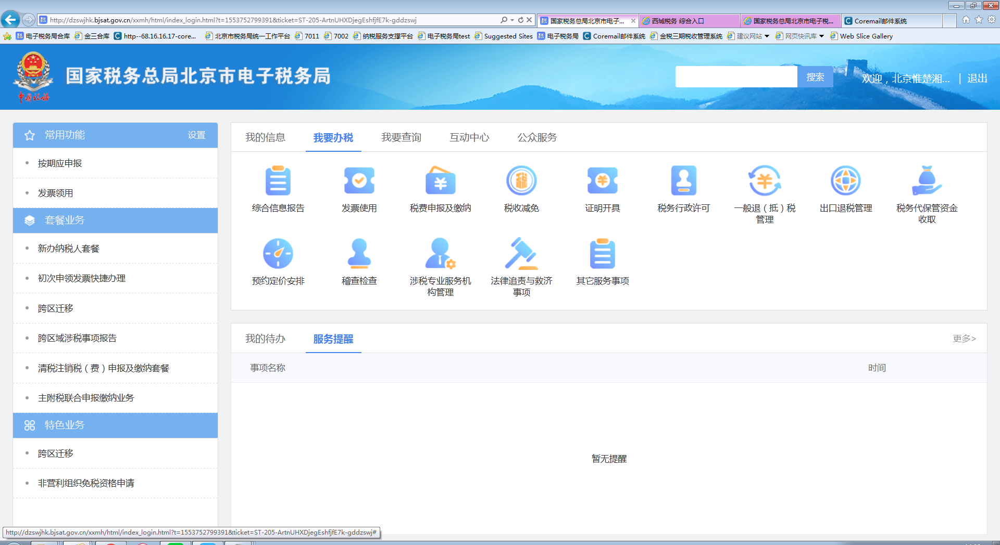 http://dzswjhk.bjsat.gov.cn/xxmh/html/index_login.html?t=1553752799391&ticket=ST-205-ArtnUHXDjegEshfjfE7k-gddzswj
国家税务总局北京市电子...
西城税务 综合入口
国家税务总局北京市电子税...
Coremail邮件系统
电子税务局合库 金三合库 http--68.16.16.17-core... 北京市税务局统一工作平台 7011 7002 纳税服务支撑平台 电子税务局test Suggested Sites 电子税务局 Coremail邮件系统 金税三期税收管理系统 建议网站 网页快讯库 Web Slice Gallery
中国税务
国家税务总局北京市电子税务局
搜索
欢迎，北京惟楚湘... | 退出
常用功能 设置
按期应申报
发票领用
套餐业务
新办纳税人套餐
初次申领发票快捷办理
跨区迁移
跨区域涉税事项报告
清税注销税（费）申报及缴纳套餐
主附税联合申报缴纳业务
特色业务
跨区迁移
非营利组织免税资格申请
我的信息 我要办税 我要查询 互动中心 公众服务
综合信息报告
发票使用
税费申报及缴纳
税收减免
证明开具
税务行政许可
一般退（抵）税
管理
出口退税管理
税务代保管资金
收取
预约定价安排
稽查检查
涉税专业服务机
构管理
法律追责与救济
事项
其它服务事项
我的待办 服务提醒 更多>
事项名称 时间
暂无提醒
http://dzswjhk.bjsat.gov.cn/xxmh/html/index_login.html?t=1553752799391&ticket=ST-205-ArtnUHXDjegEshfjfE7k-gddzswj#